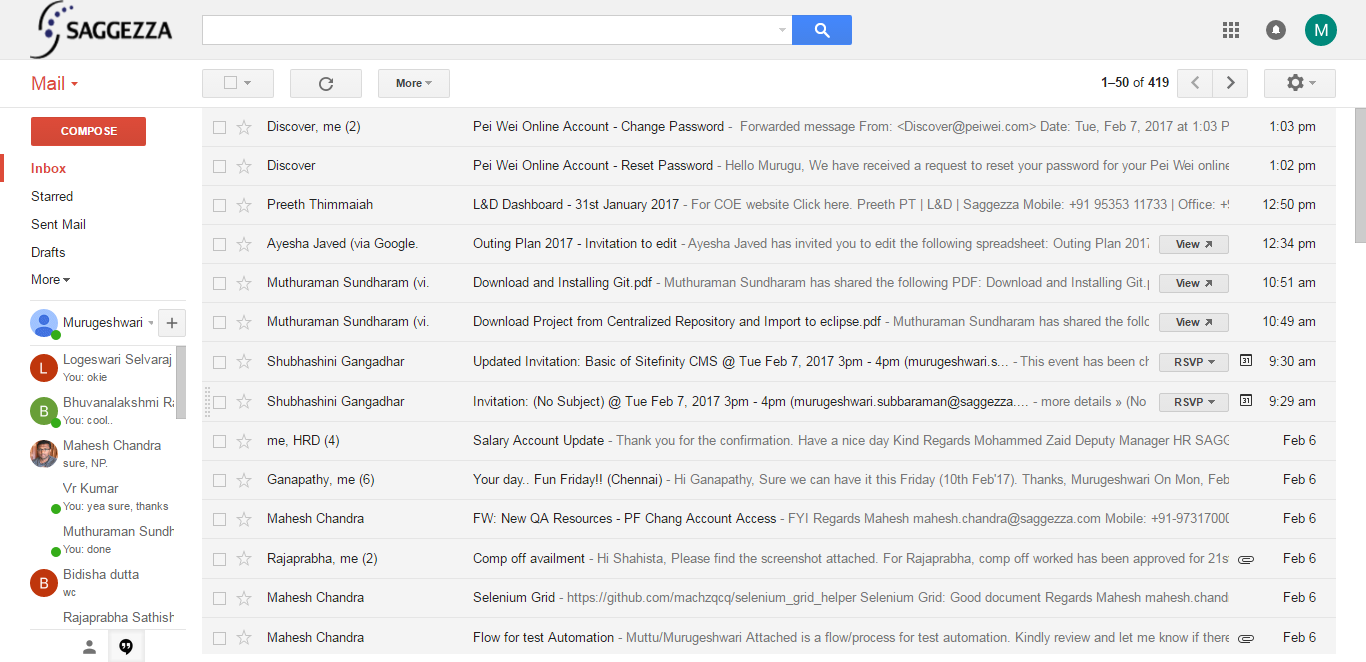 SAGGEZZA
M
Mail
More
1–50 of 419
COMPOSE
Inbox
Starred
Sent Mail
Drafts
More
Murugeshwari
+
L
Logeswari Selvaraj
You: okie
B
Bhuvanalakshmi Ra
You: cool..
Mahesh Chandra
sure, NP.
Vr Kumar
You: yea sure, thanks
Muthuraman Sundh
You: done
B
Bidisha dutta
wc
Rajaprabha Sathish
Discover, me (2) Pei Wei Online Account - Change Password - Forwarded message From: <Discover@peiwei.com> Date: Tue, Feb 7, 2017 at 1:03 P 1:03 pm
Discover Pei Wei Online Account - Reset Password - Hello Murugu, We have received a request to reset your password for your Pei Wei online 1:02 pm
Preeth Thimmaiah L&D Dashboard - 31st January 2017 - For COE website Click here. Preeth PT | L&D | Saggezza Mobile: +91 95353 11733 | Office: +9 12:50 pm
Ayesha Javed (via Google. Outing Plan 2017 - Invitation to edit - Ayesha Javed has invited you to edit the following spreadsheet: Outing Plan 2017 View 12:34 pm
Muthuraman Sundharam (vi. Download and Installing Git.pdf - Muthuraman Sundharam has shared the following PDF: Download and Installing Git.p View 10:51 am
Muthuraman Sundharam (vi. Download Project from Centralized Repository and Import to eclipse.pdf - Muthuraman Sundharam has shared the follo View 10:49 am
Shubhashini Gangadhar Updated Invitation: Basic of Sitefinity CMS @ Tue Feb 7, 2017 3pm - 4pm (murugeshwari.s... - This event has been ch RSVP 31 9:30 am
Shubhashini Gangadhar Invitation: (No Subject) @ Tue Feb 7, 2017 3pm - 4pm (murugeshwari.subbaraman@saggezza.... - more details » (No RSVP 31 9:29 am
me, HRD (4) Salary Account Update - Thank you for the confirmation. Have a nice day Kind Regards Mohammed Zaid Deputy Manager HR SAGG Feb 6
Ganapathy, me (6) Your day.. Fun Friday!! (Chennai) - Hi Ganapathy, Sure we can have it this Friday (10th Feb'17). Thanks, Murugeshwari On Mon, Feb Feb 6
Mahesh Chandra FW: New QA Resources - PF Chang Account Access - FYI Regards Mahesh mahesh.chandra@saggezza.com Mobile: +91-97317000 Feb 6
Rajaprabha, me (2) Comp off availment - Hi Shahista, Please find the screenshot attached. For Rajaprabha, comp off worked has been approved for 21s Feb 6
Mahesh Chandra Selenium Grid - https://github.com/machzqcq/selenium_grid_helper Selenium Grid: Good document Regards Mahesh mahesh.chand Feb 6
Mahesh Chandra Flow for test Automation - Muttu/Murugeshwari Attached is a flow/process for test automation. Kindly review and let me know if there Feb 6